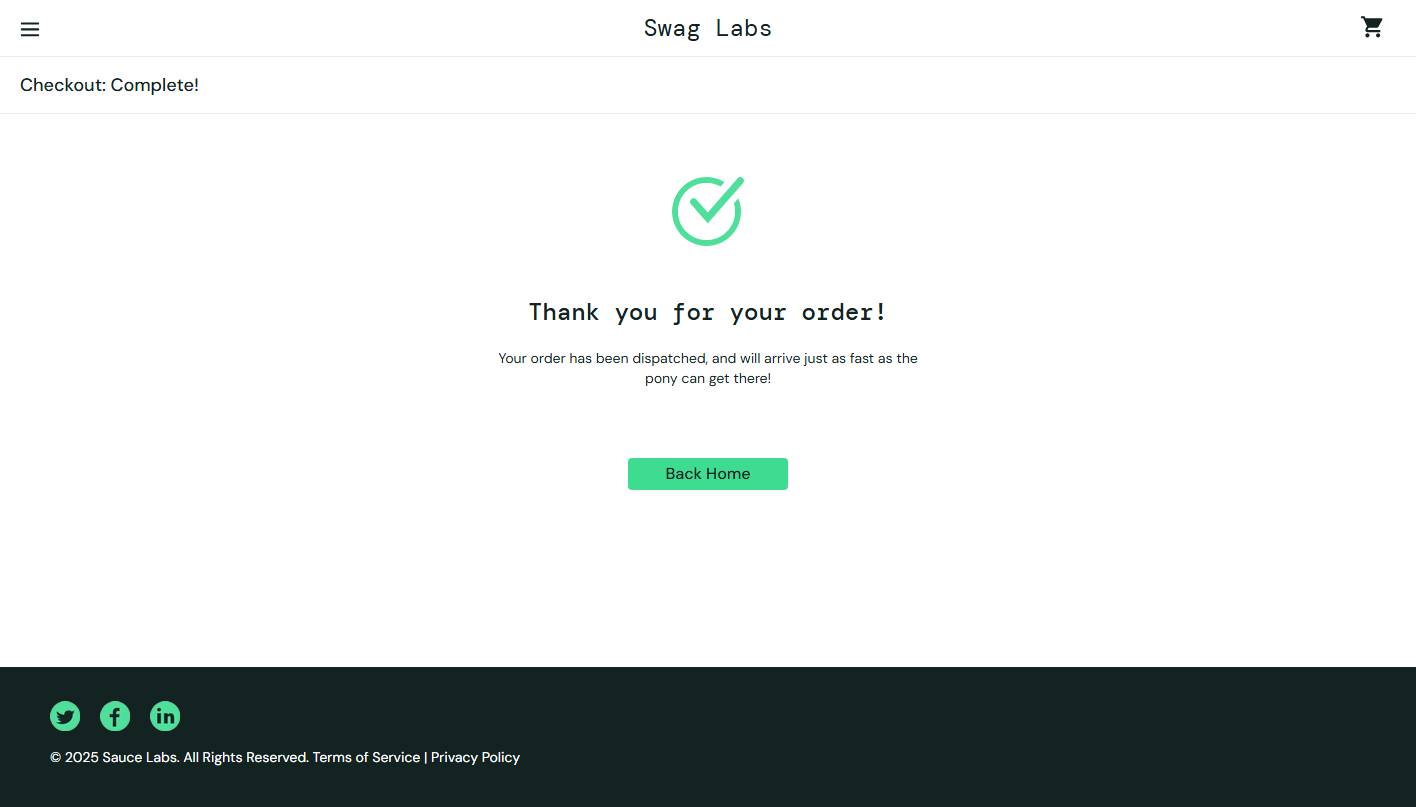 Swag Labs
Checkout: Complete!
Thank you for your order!
Your order has been dispatched, and will arrive just as fast as the
pony can get there!
Back Home
© 2025 Sauce Labs. All Rights Reserved. Terms of Service | Privacy Policy